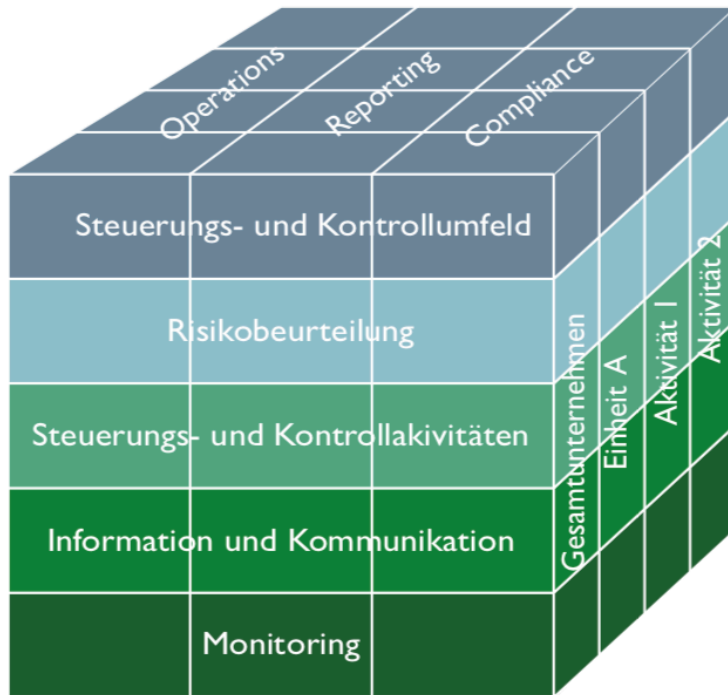 Operations
Reporting
Compliance
Steuerungs- und Kontrollumfeld
Risikobeurteilung
Steuerungs- und Kontrollakivitäten
Information und Kommunikation
Monitoring
Gesamtunternehmen
Einheit A
Aktivität 1
Aktivität 2